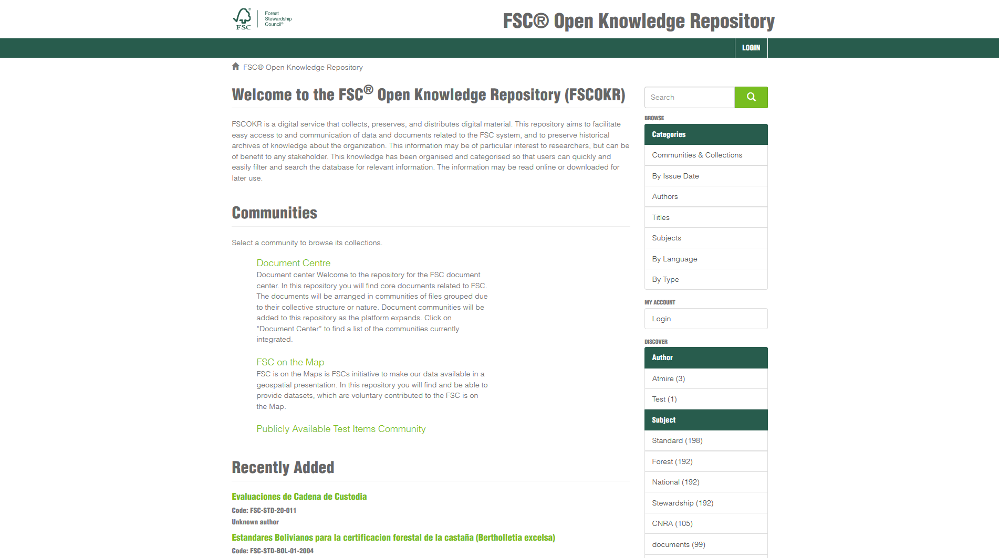 FSC
Forest
Stewardship
Council®
FSC® Open Knowledge Repository
LOGIN
FSC® Open Knowledge Repository
Welcome to the FSC® Open Knowledge Repository (FSCOKR)
FSCOKR is a digital service that collects, preserves, and distributes digital material. This repository aims to facilitate
easy access to and communication of data and documents related to the FSC system, and to preserve historical
archives of knowledge about the organization. This information may be of particular interest to researchers, but can be
of benefit to any stakeholder. This knowledge has been organised and categorised so that users can quickly and
easily filter and search the database for relevant information. The information may be read online or downloaded for
later use.
Communities
Select a community to browse its collections.
Document Centre
Document center Welcome to the repository for the FSC document
center. In this repository you will find core documents related to FSC.
The documents will be arranged in communities of files grouped due
to their collective structure or nature. Document communities will be
added to this repository as the platform expands. Click on
"Document Center" to find a list of the communities currently
integrated.
FSC on the Map
FSC is on the Maps is FSCs initiative to make our data available in a
geospatial presentation. In this repository you will find and be able to
provide datasets, which are voluntary contributed to the FSC is on
the Map.
Publicly Available Test Items Community
Recently Added
Evaluaciones de Cadena de Custodia
Code: FSC-STD-20-011
Unknown author
Estandares Bolivianos para la certificacion forestal de la castaña (Bertholletia excelsa)
Code: FSC-STD-BOL-01-2004
Search
BROWSE
Categories
Communities & Collections
By Issue Date
Authors
Titles
Subjects
By Language
By Type
MY ACCOUNT
Login
DISCOVER
Author
Atmire (3)
Test (1)
Subject
Standard (198)
Forest (192)
National (192)
Stewardship (192)
CNRA (105)
documents (99)